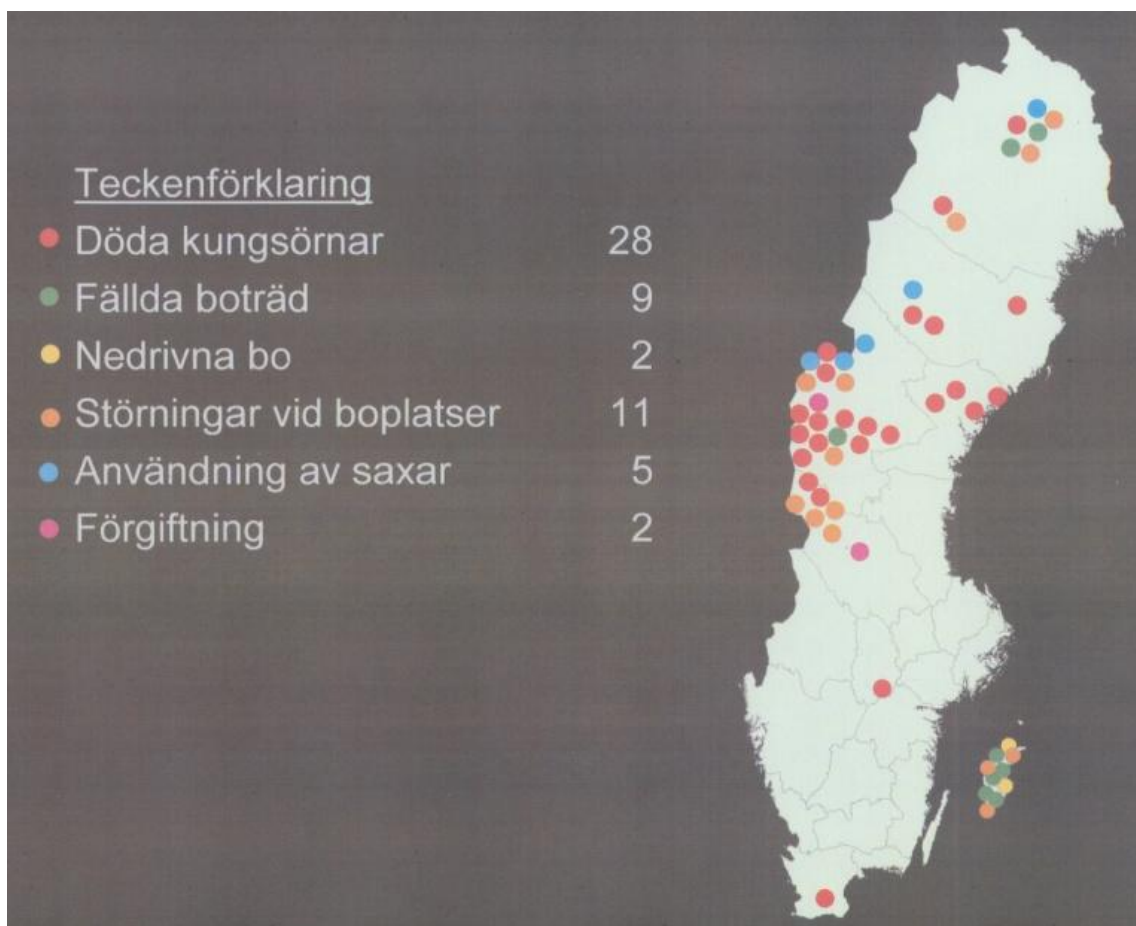 Teckenförklaring
Döda kungsörnar 28
Fällda boträd 9
Nedrivna bo 2
Störningar vid boplatser 11
Användning av saxar 5
Förgiftning 2